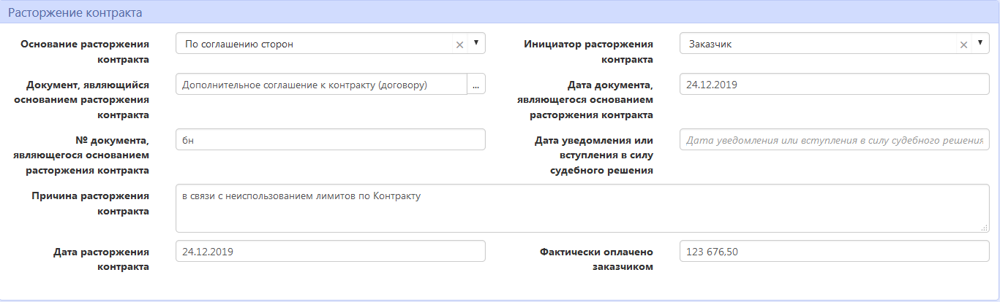 Расторжение контракта
Основание расторжения
контракта
По соглашению сторон
Инициатор расторжения
контракта
Заказчик
Документ, являющийся
основанием расторжения
контракта
Дополнительное соглашение к контракту (договору)
...
Дата документа,
являющегося основанием
расторжения контракта
24.12.2019
№ документа,
являющегося основанием
расторжения контракта
бн
Дата уведомления или
вступления в силу
судебного решения
Дата уведомления или вступления в силу судебного решения
Причина расторжения
контракта
в связи с неиспользованием лимитов по Контракту
Дата расторжения
контракта
24.12.2019
Фактически оплачено
заказчиком
123 676,50